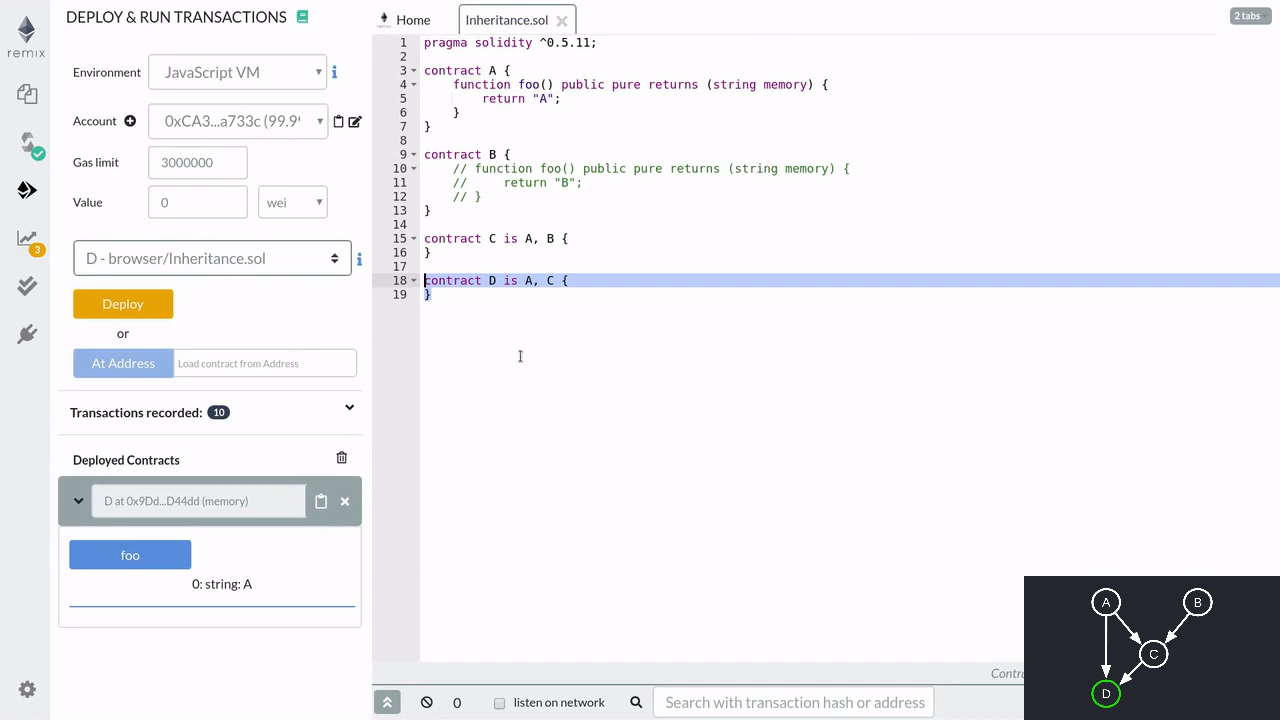 remix
DEPLOY & RUN TRANSACTIONS
Environment
JavaScript VM
Account
0xCA3...a733c (99.9
Gas limit
3000000
Value
0
wei
3
D - browser/Inheritance.sol
Deploy
or
At Address
Load contract from Address
Transactions recorded: 10
Deployed Contracts
D at 0x9Dd...D44dd (memory)
foo
0: string: A
remix
Home
Inheritance.sol
2 tabs
1 pragma solidity ^0.5.11;
2
3 contract A {
4     function foo() public pure returns (string memory) {
5         return "A";
6     }
7 }
8
9 contract B {
10     // function foo() public pure returns (string memory) {
11     //     return "B";
12     // }
13 }
14
15 contract C is A, B {
16 }
17
18 contract D is A, C {
19 }
0
listen on network
Search with transaction hash or address
A
B
C
D